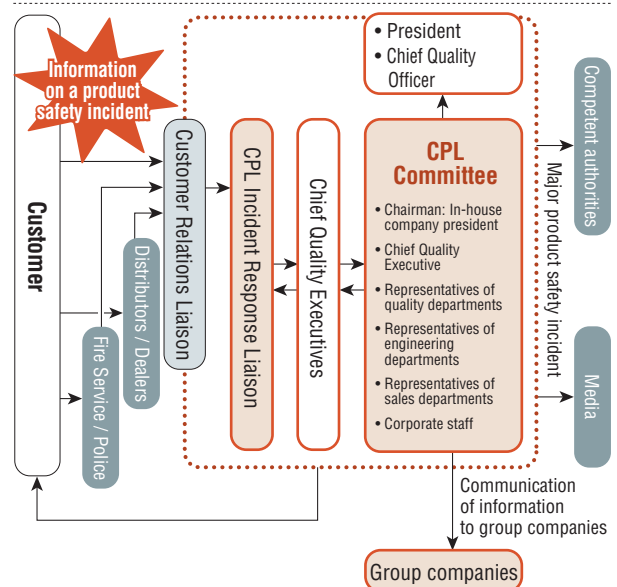 Information
on a product
safety incident
Customer
Fire Service / Police
Distributors / Dealers
Customer Relations Liaison
CPL Incident Response Liaison
Chief Quality Executives
• President
• Chief Quality
Officer
CPL
Committee
• Chairman: In-house
company president
• Chief Quality
Executive
• Representatives of
quality departments
• Representatives of
engineering
departments
• Representatives of
sales departments
• Corporate staff
Major product safety incident
Competent authorities
Media
Communication
of information
to group companies
Group companies